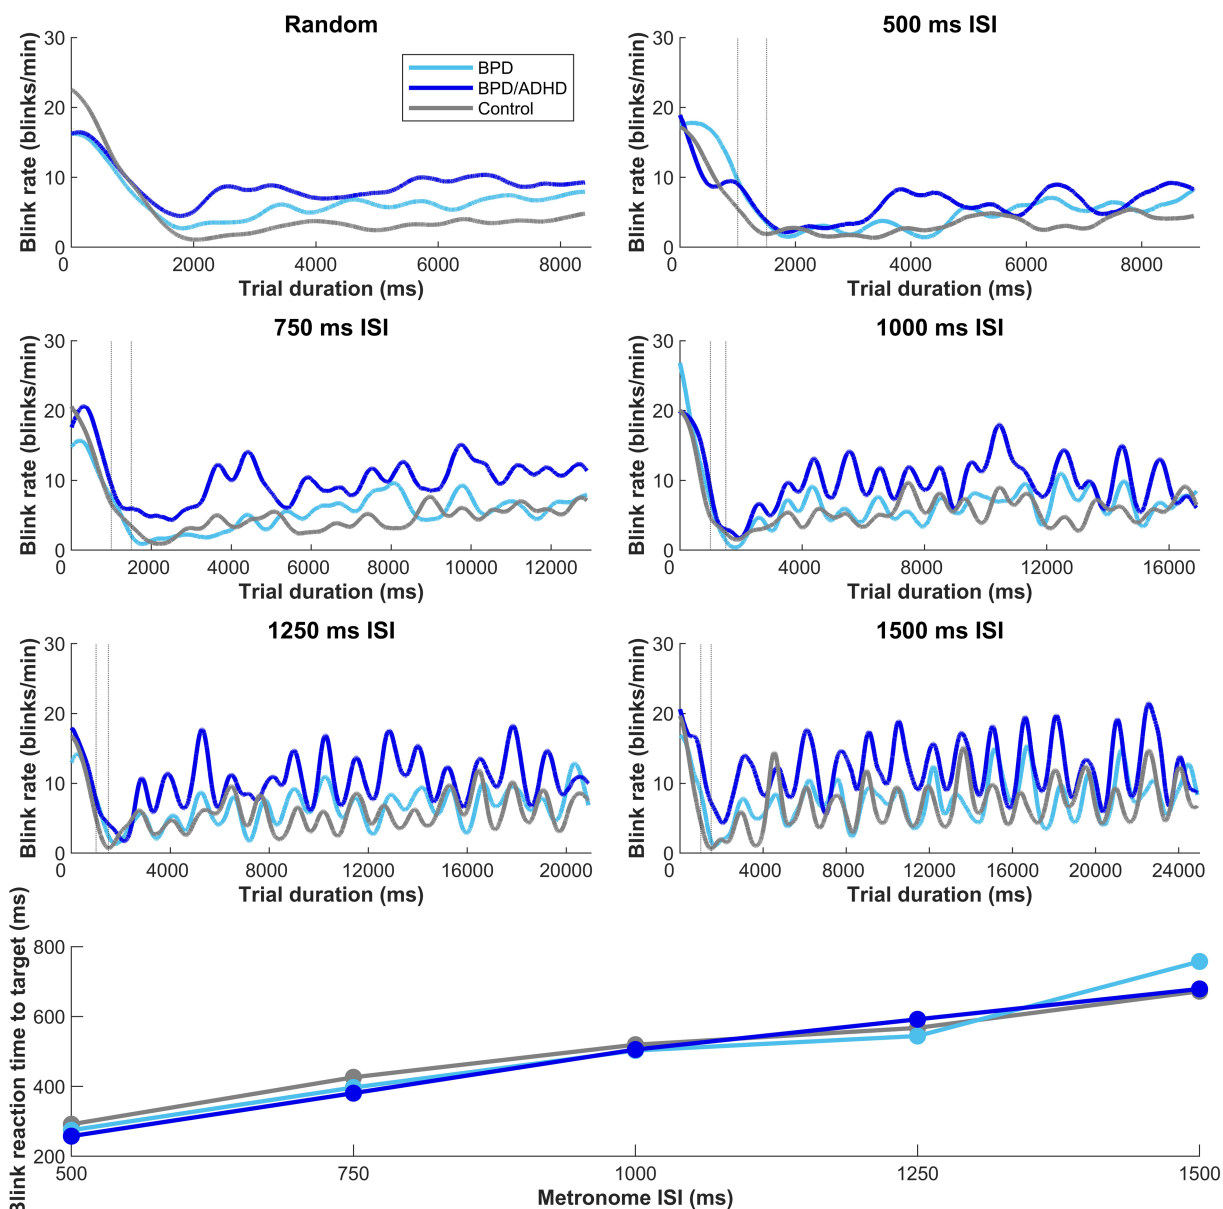 Random
Blink rate (blinks/min)
30
20
10
0
BPD
BPD/ADHD
Control
0 2000 4000 6000 8000
Trial duration (ms)
500 ms ISI
Blink rate (blinks/min)
30
20
10
0
0 2000 4000 6000 8000
Trial duration (ms)
750 ms ISI
Blink rate (blinks/min)
30
20
10
0
0 2000 4000 6000 8000 10000 12000
Trial duration (ms)
1000 ms ISI
Blink rate (blinks/min)
30
20
10
0
0 4000 8000 12000 16000
Trial duration (ms)
1250 ms ISI
Blink rate (blinks/min)
30
20
10
0
0 4000 8000 12000 16000 20000
Trial duration (ms)
1500 ms ISI
Blink rate (blinks/min)
30
20
10
0
0 4000 8000 12000 16000 20000 24000
Trial duration (ms)
Blink reaction time to target (ms)
800
600
400
200
500 750 1000 1250 1500
Metronome ISI (ms)